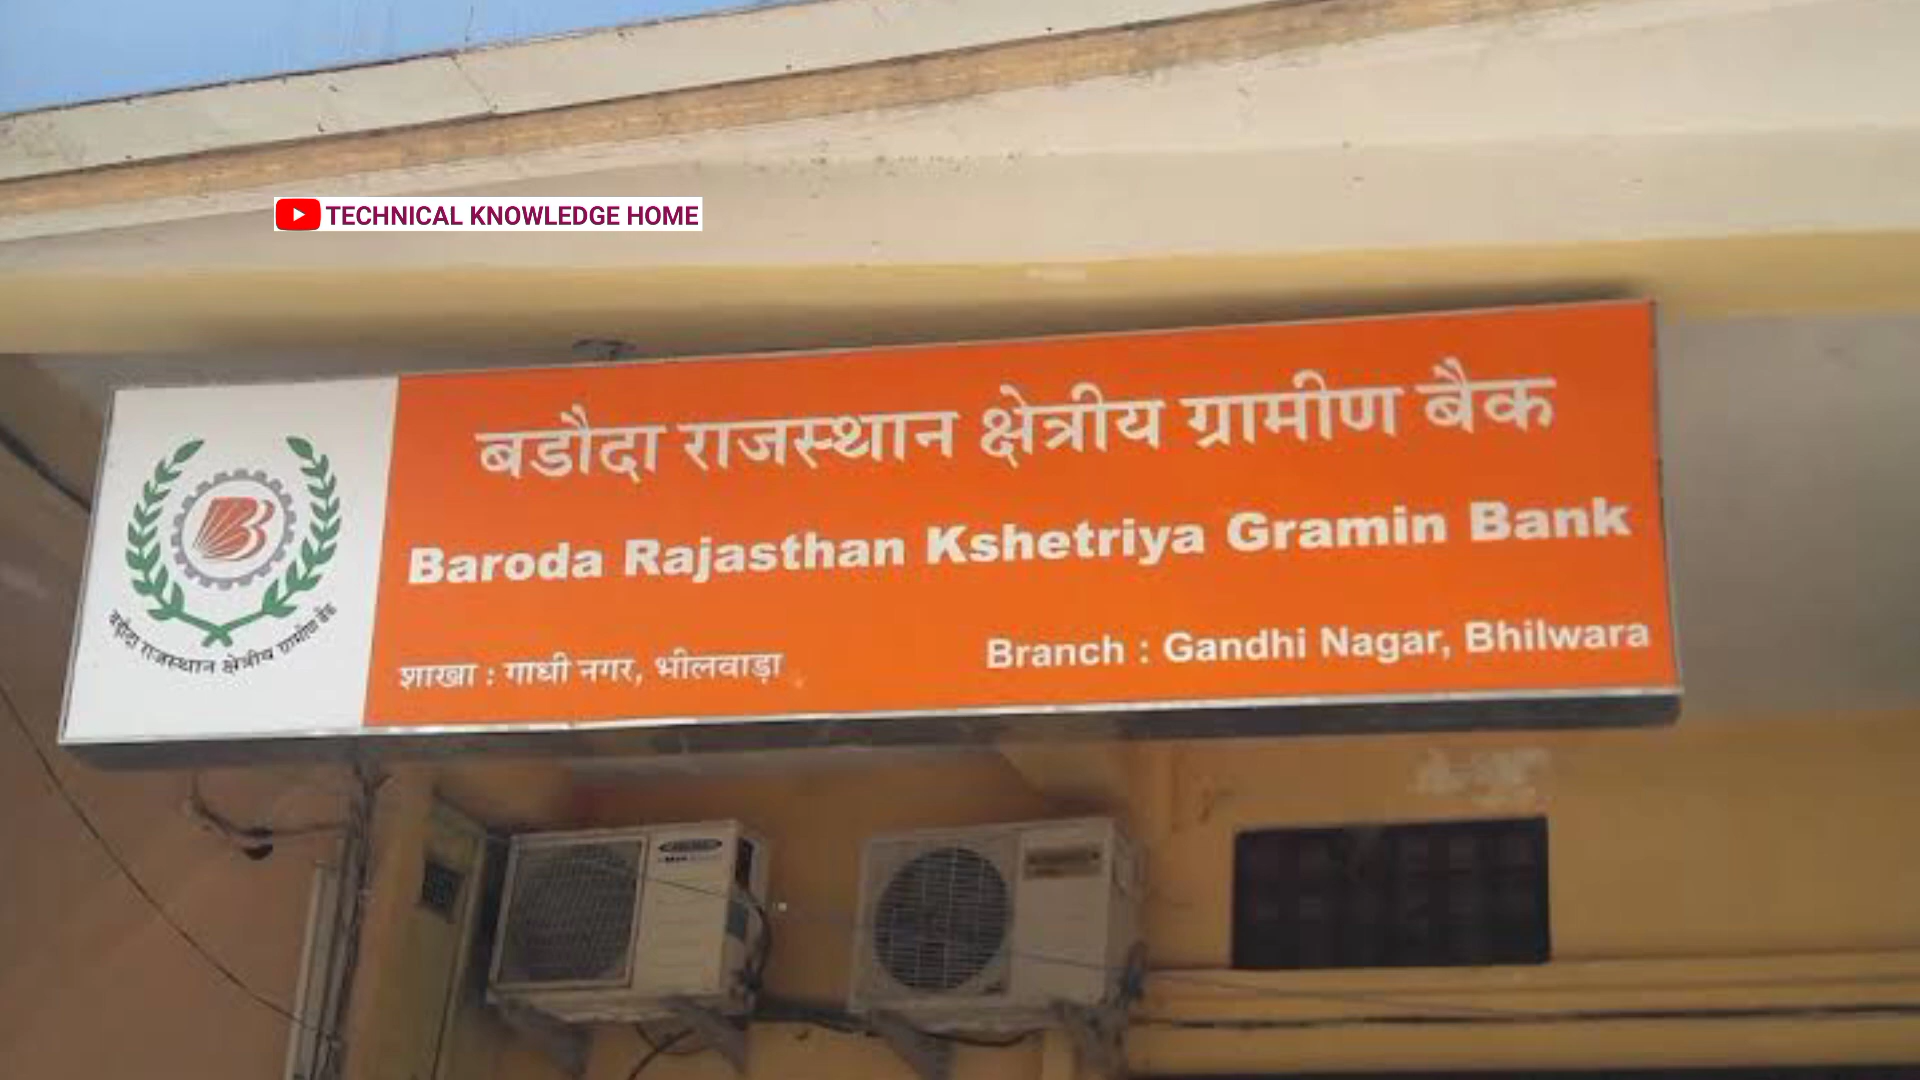 TECHNICAL KNOWLEDGE HOME
बडौदा राजस्थान क्षेत्रीय ग्रामीण बैक
Baroda Rajasthan Kshetriya Gramin Bank
शाखा : गाधी नगर, भीलवाड़ा
Branch : Gandhi Nagar, Bhilwara
बड़ौदा राजस्थान क्षेत्रीय ग्रामीण बैंक